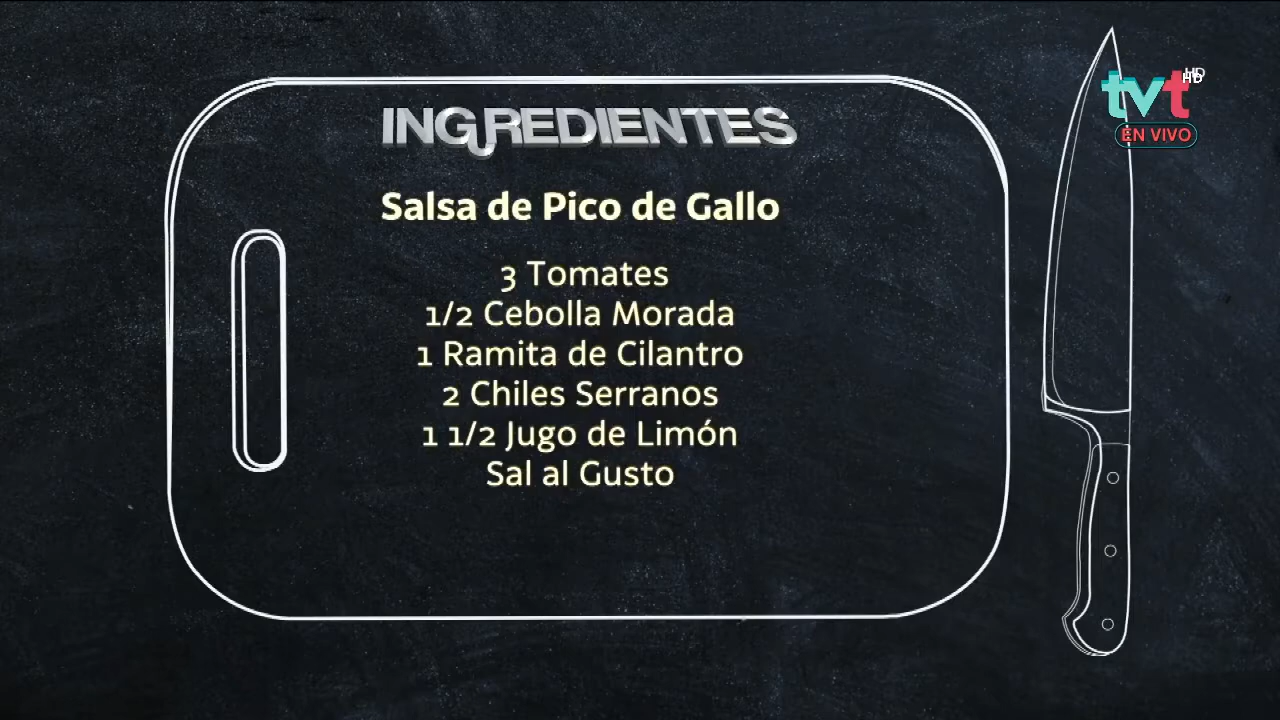 INGREDIENTES
Salsa de Pico de Gallo
3 Tomates
1/2 Cebolla Morada
1 Ramita de Cilantro
2 Chiles Serranos
1 1/2 Jugo de Limón
Sal al Gusto
tvt HD
HD
EN VIVO